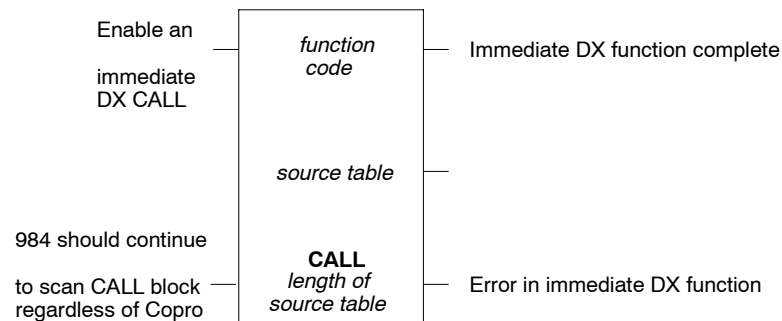 Enable an
immediate
DX CALL
function
code
Immediate DX function complete
source table
984 should continue
to scan CALL block
regardless of Copro
CALL
length of
source table
Error in immediate DX function